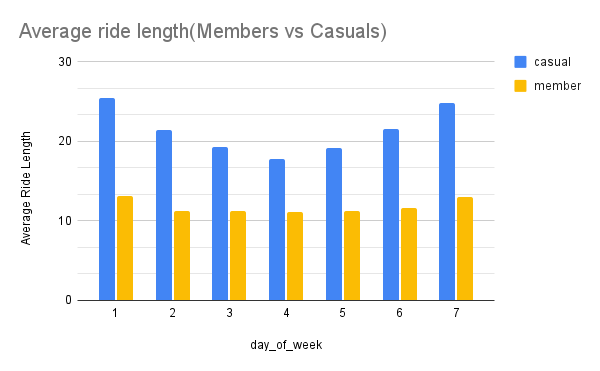 Average ride length(Members vs Casuals)
casual
member
Average Ride Length
30
20
10
0
1 2 3 4 5 6 7
day_of_week